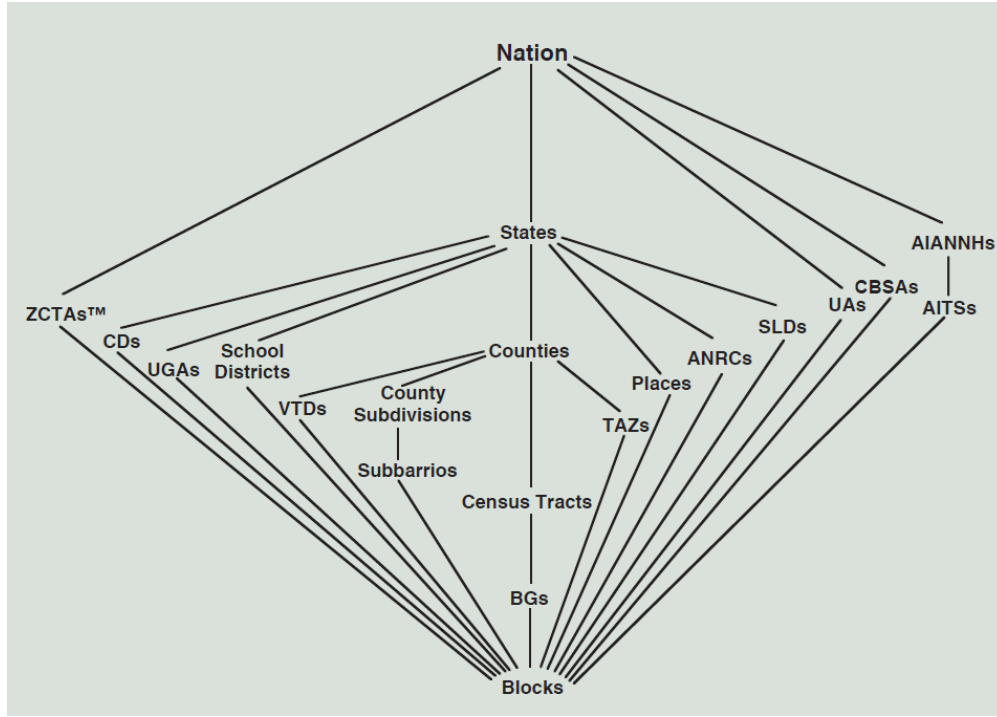 Nation
States
AIANNHs
ZCTAs™
CBSAs
UAs
AITSs
CDs
SLDs
UGAs
School
Districts
Counties
ANRCs
Places
VTDs
County
Subdivisions
TAZs
Subbarrios
Census Tracts
BGs
Blocks